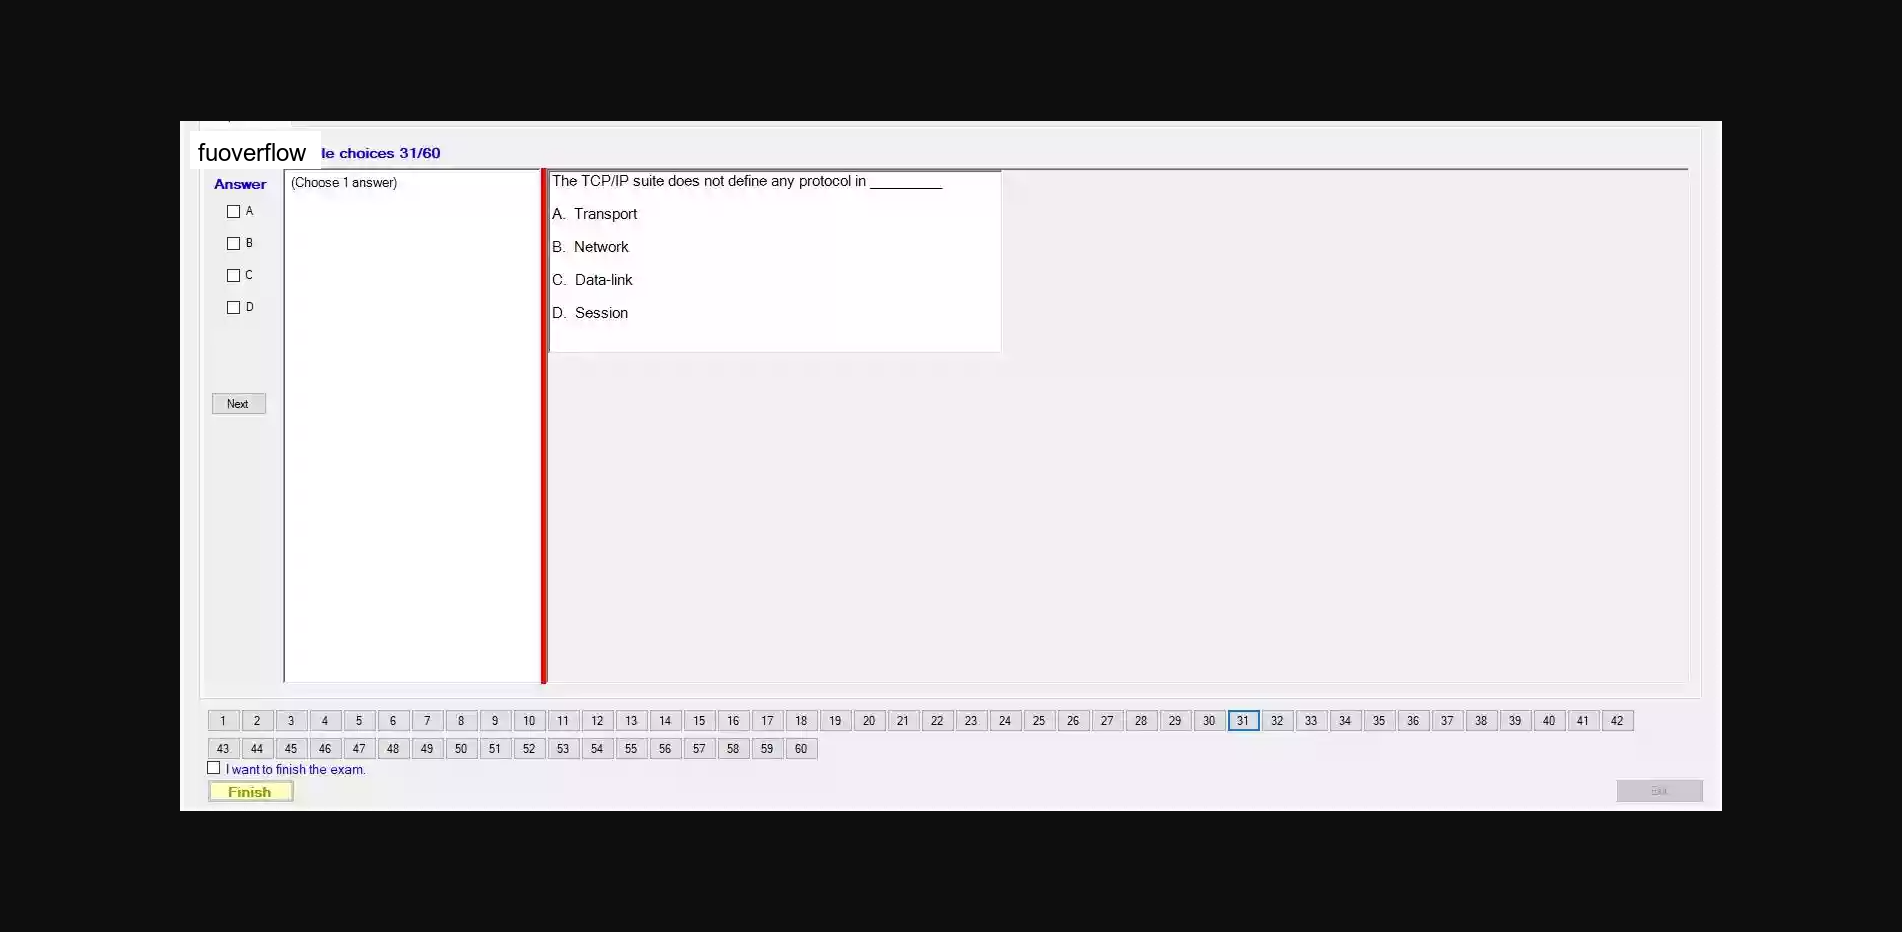 fuoverflow
le choices 31/60
Answer
(Choose 1 answer)
The TCP/IP suite does not define any protocol in _________
A
A. Transport
B
B. Network
C
C. Data-link
D
D. Session
Next
1 2 3 4 5 6 7 8 9 10 11 12 13 14 15 16 17 18 19 20 21 22 23 24 25 26 27 28 29 30 31 32 33 34 35 36 37 38 39 40 41 42
43 44 45 46 47 48 49 50 51 52 53 54 55 56 57 58 59 60
I want to finish the exam.
Finish
Exit